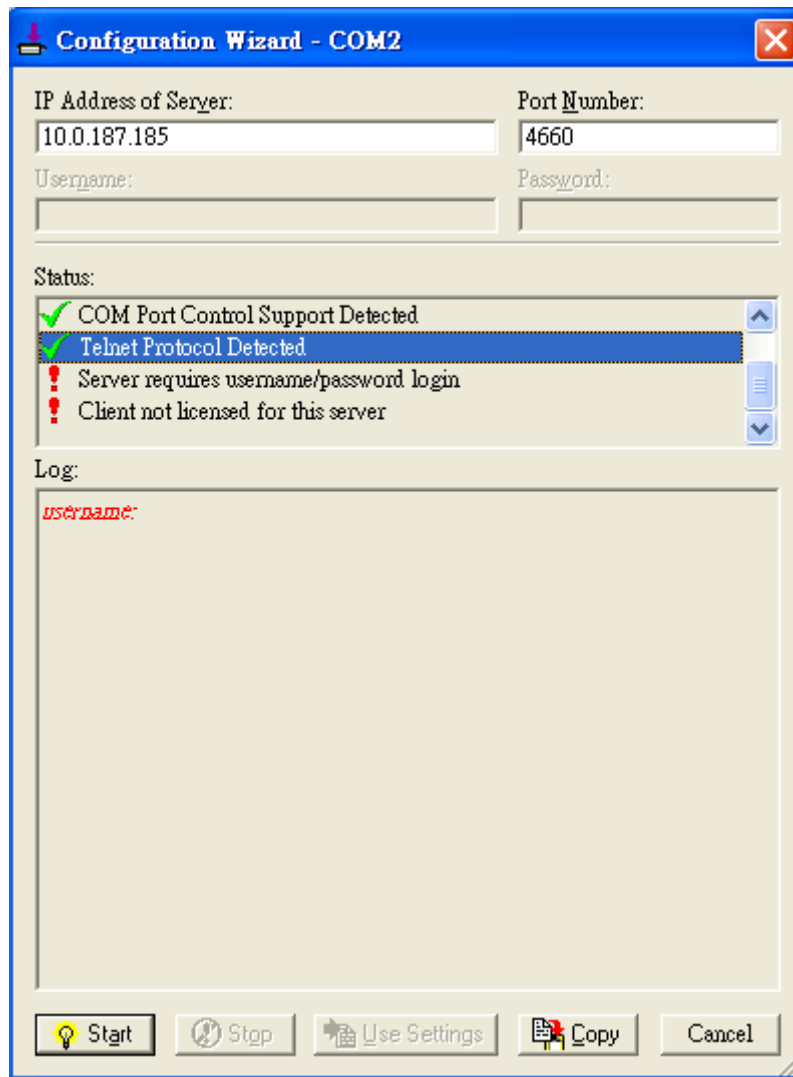 Configuration Wizard - COM2
IP Address of Server: Port Number:
10.0.187.185 4660
Username: Password:
Status:
COM Port Control Support Detected
Telnet Protocol Detected
Server requires username/password login
Client not licensed for this server
Log:
username:
Start Stop Use Settings Copy Cancel